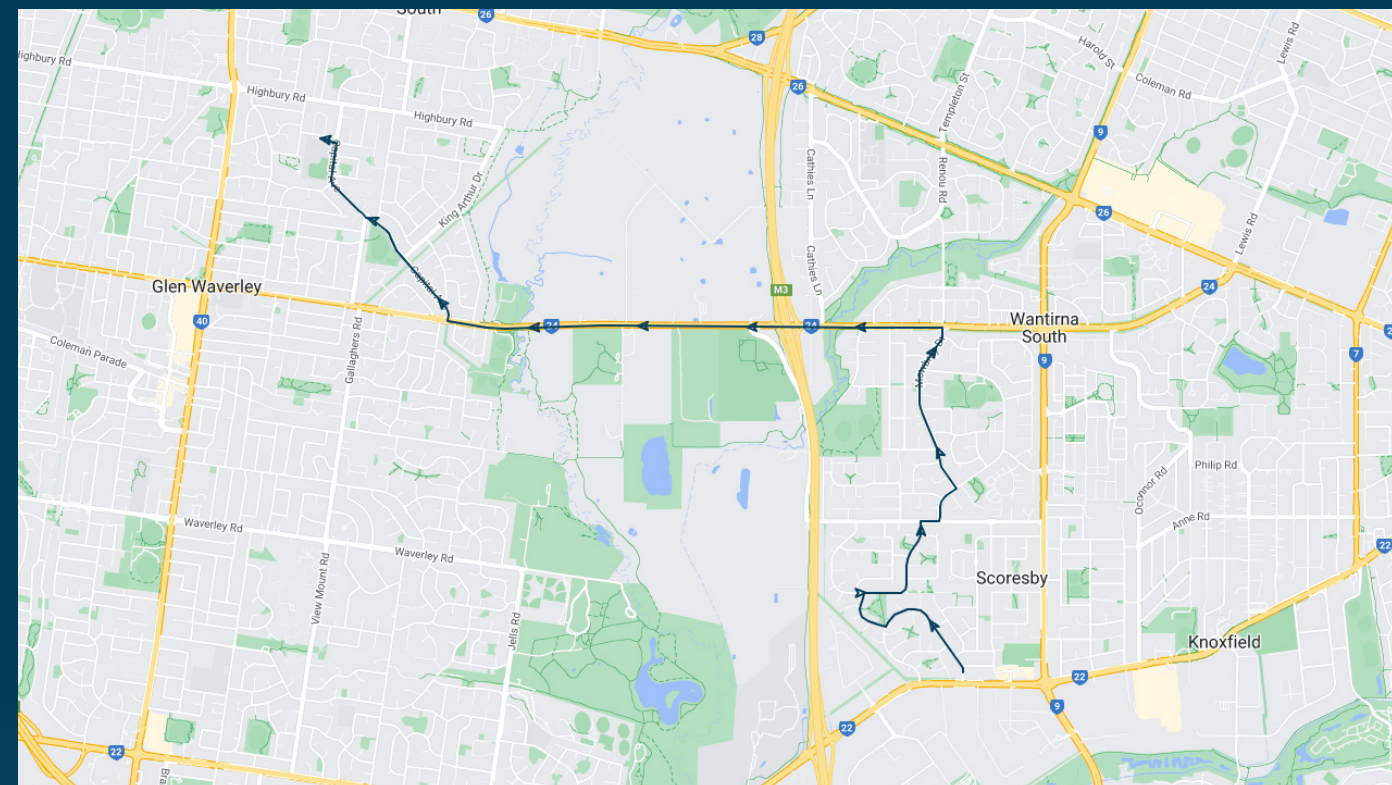 South
26
28
Highbury Rd
Highbury Rd
Highbury Rd
26
Cathies Ln
Templeton St
Harold St
Coleman Rd
Lewis Rd
9
Renou Rd
King Arthur Dr
26
Lewis Rd
Cathies Ln
Glen Waverley
M3
24
40
24
24
Wantirna
South
Coleman Parade
Gallaghers Rd
9
7
Philip Rd
Oconnor Rd
Anne Rd
Waverley Rd
Waverley Rd
22
View Mount Rd
Scoresby
Jells Rd
Knoxfield
22
9
22
22